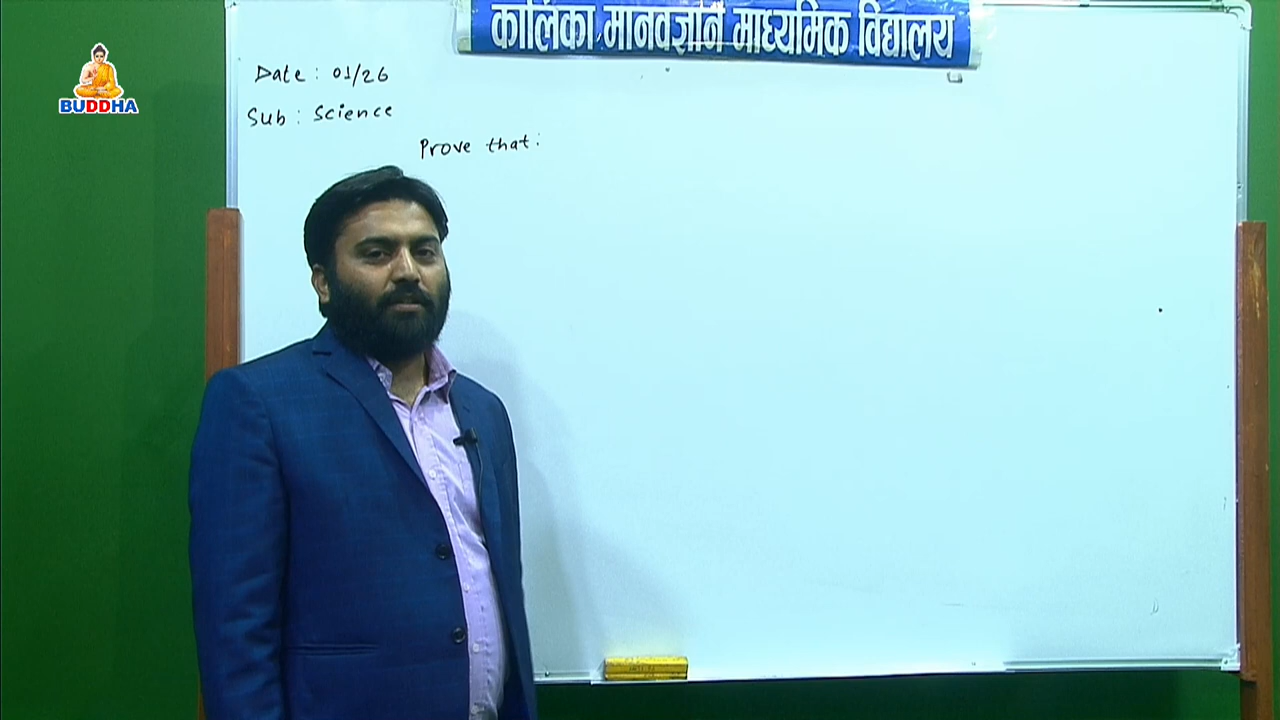 कालिका मानवज्ञान माध्यमिक विद्यालय
BUDDHA
Date : 01/26
Sub : Science
Prove that :